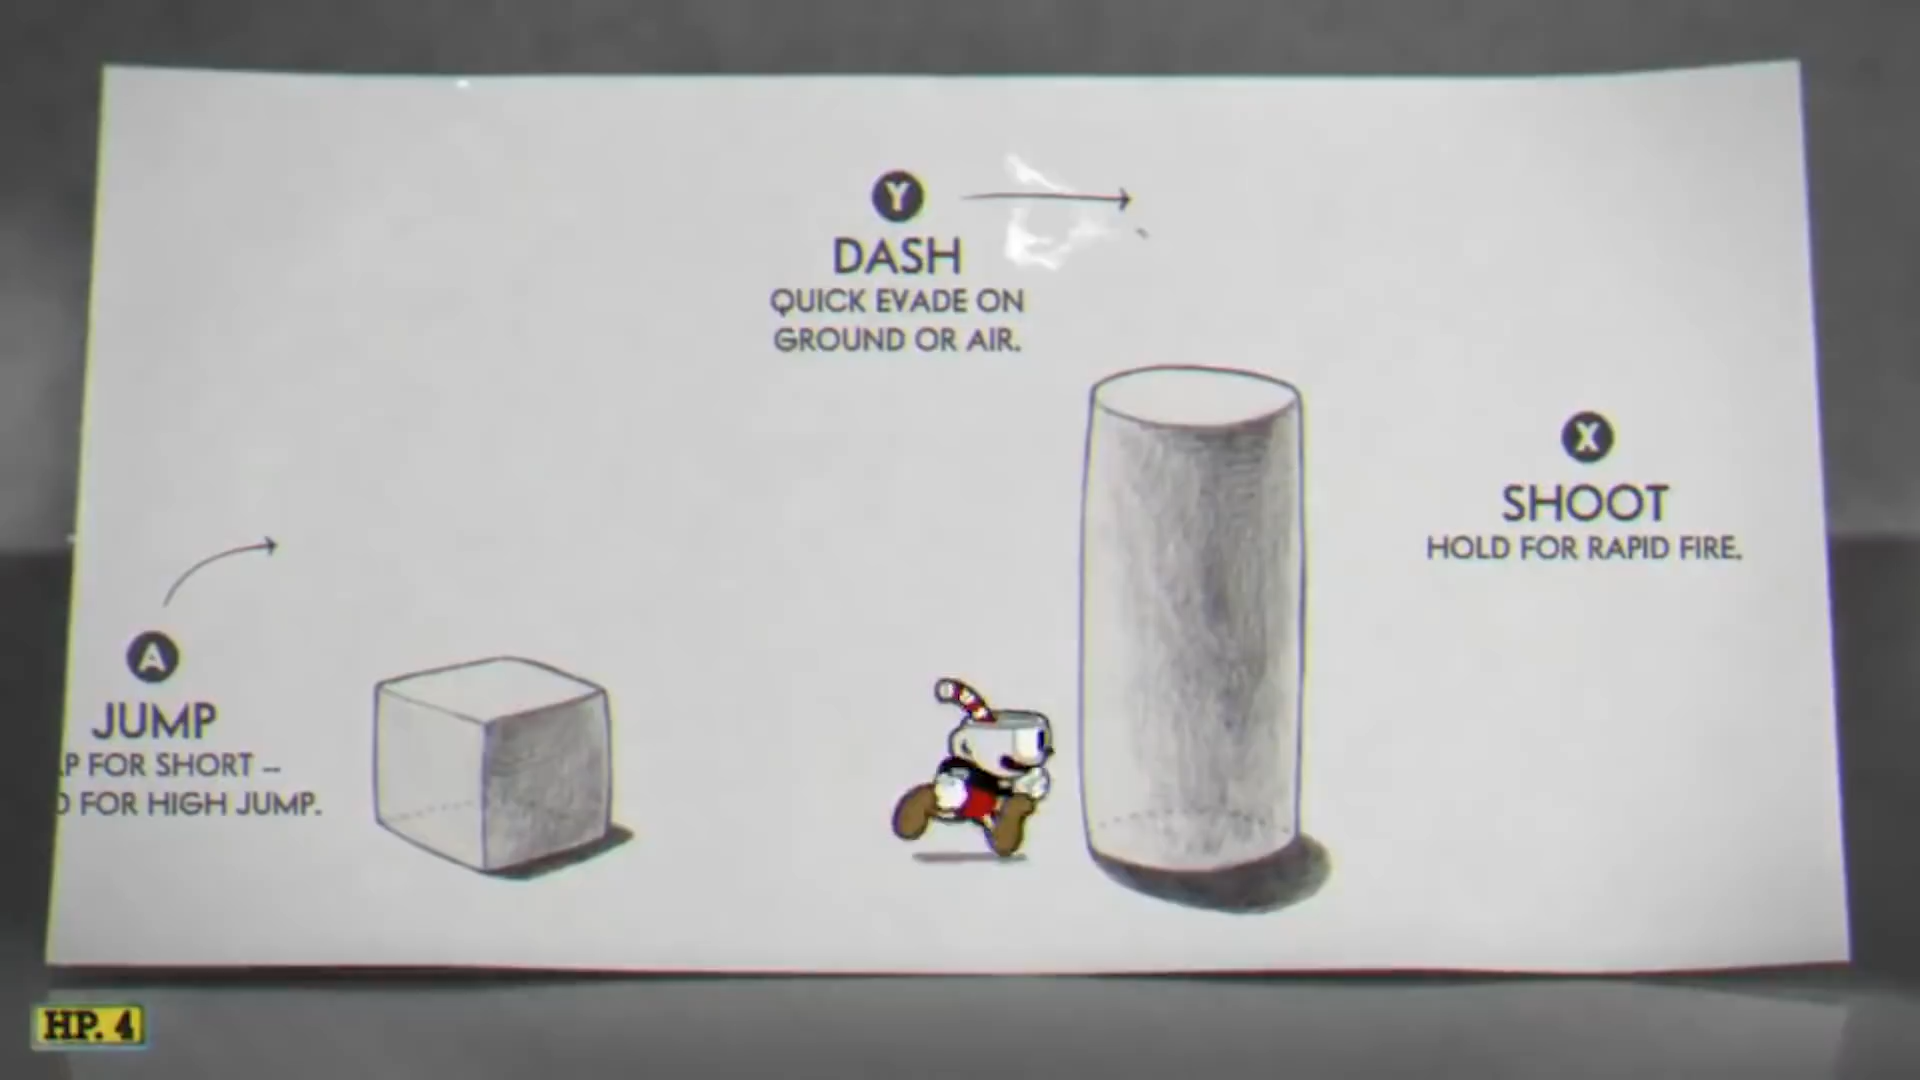 Y
DASH
QUICK EVADE ON
GROUND OR AIR.
X
SHOOT
HOLD FOR RAPID FIRE.
A
JUMP
FOR SHORT –
FOR HIGH JUMP.
HP. 4